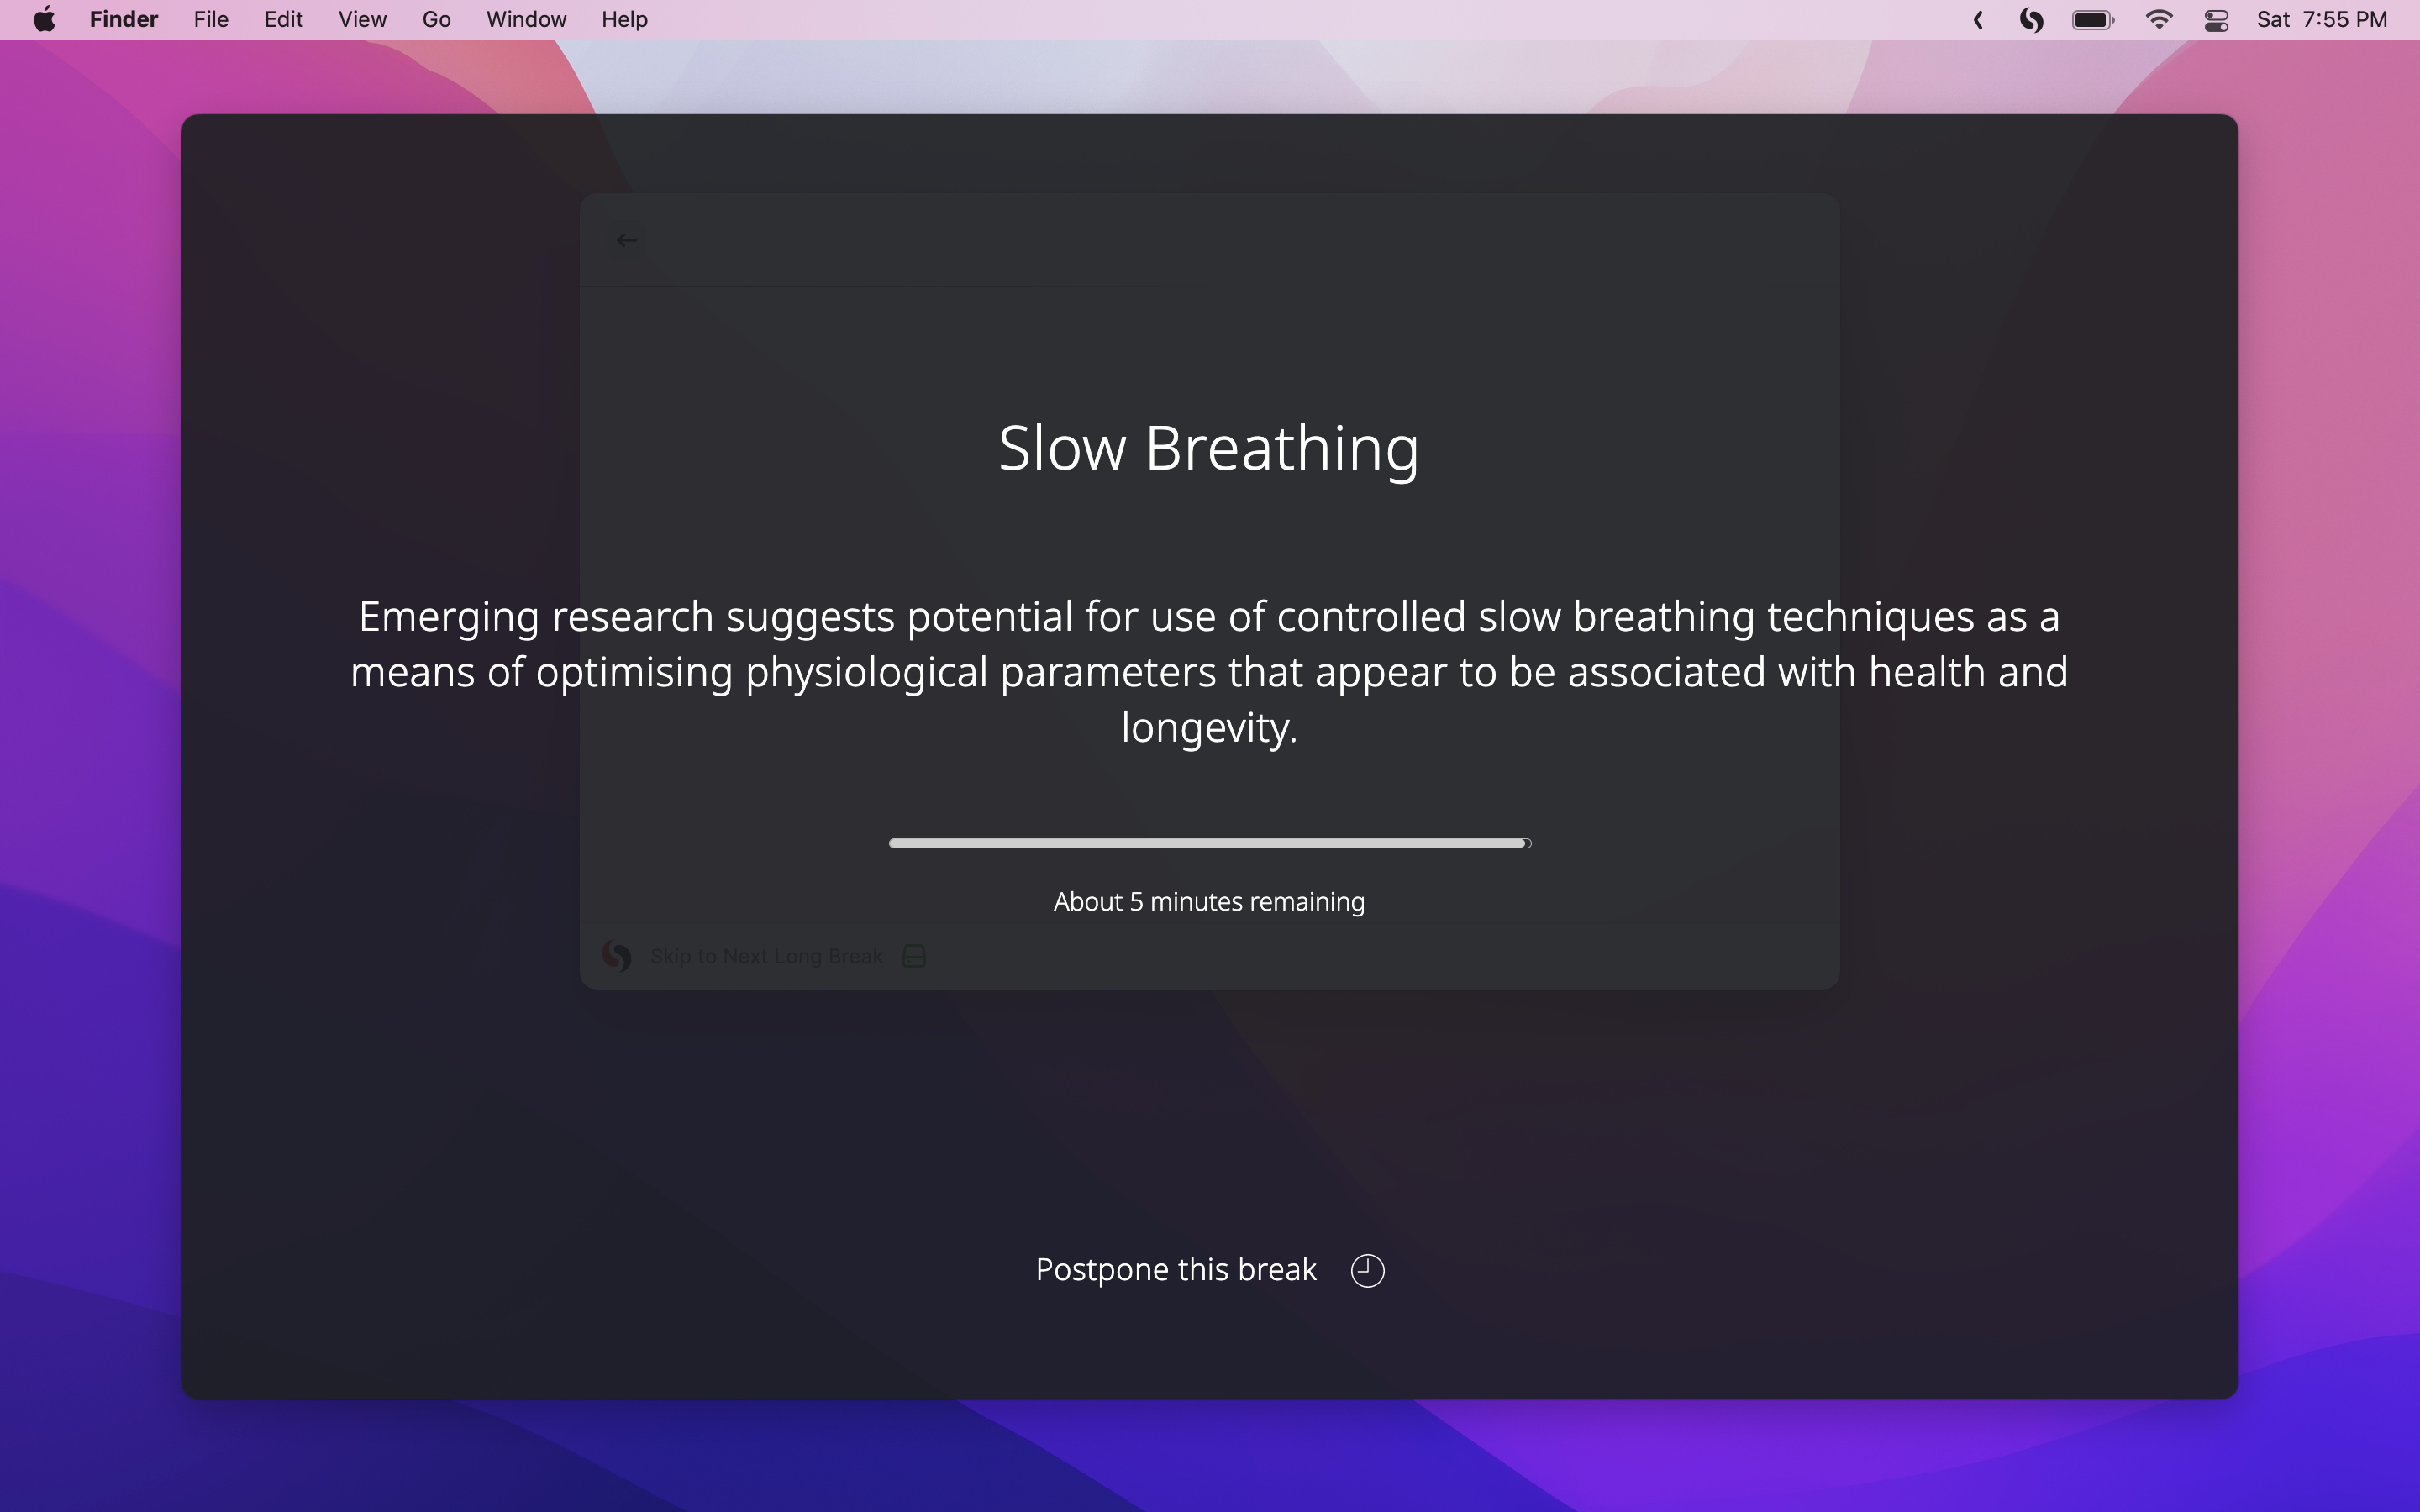 Finder File Edit View Go Window Help Sat 7:55 PM
Slow Breathing
Emerging research suggests potential for use of controlled slow breathing techniques as a
means of optimising physiological parameters that appear to be associated with health and
longevity.
About 5 minutes remaining
Skip to Next Long Break
Postpone this break